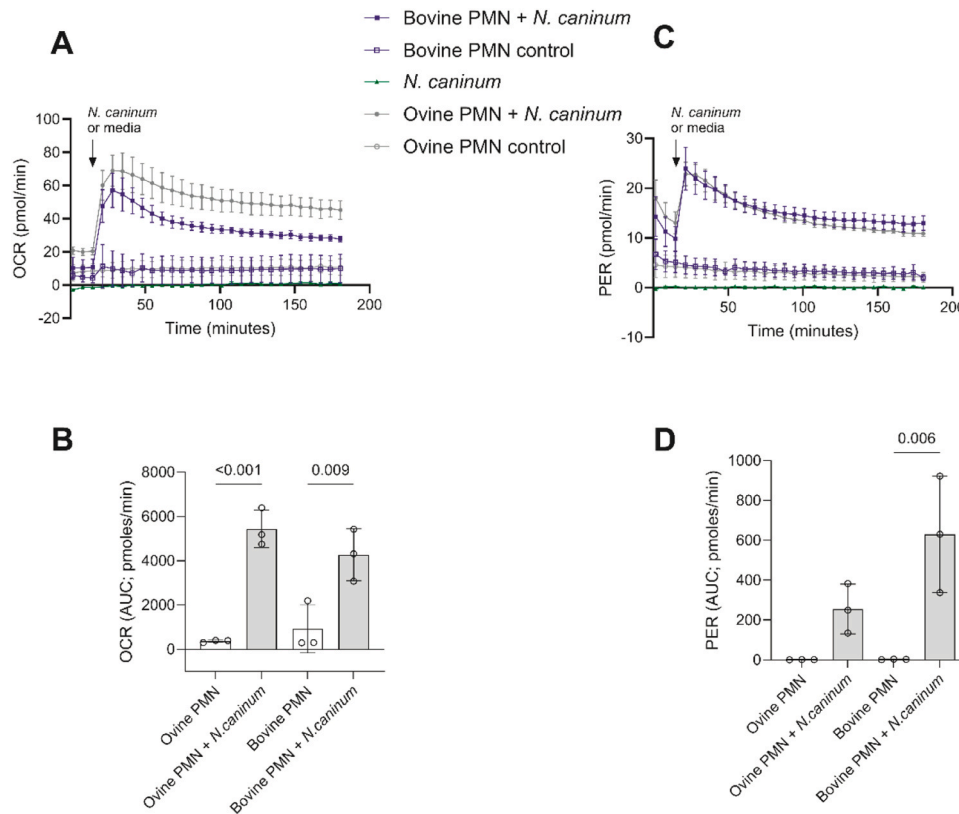 A
Bovine PMN + N. caninum
Bovine PMN control
N. caninum
Ovine PMN + N. caninum
Ovine PMN control
C
N. caninum
or media
100
80
60
40
20
0
-20
OCR (pmol/min)
50
100
150
200
Time (minutes)
N. caninum
or media
30
20
10
0
-10
PER (pmol/min)
50
100
150
200
Time (minutes)
B
<0.001
0.009
8000
6000
4000
2000
0
OCR (AUC; pmoles/min)
Ovine PMN
Ovine PMN + N.caninum
Bovine PMN
Bovine PMN + N.caninum
D
0.006
1000
800
600
400
200
0
PER (AUC; pmoles/min)
Ovine PMN
Ovine PMN + N.caninum
Bovine PMN
Bovine PMN + N.caninum